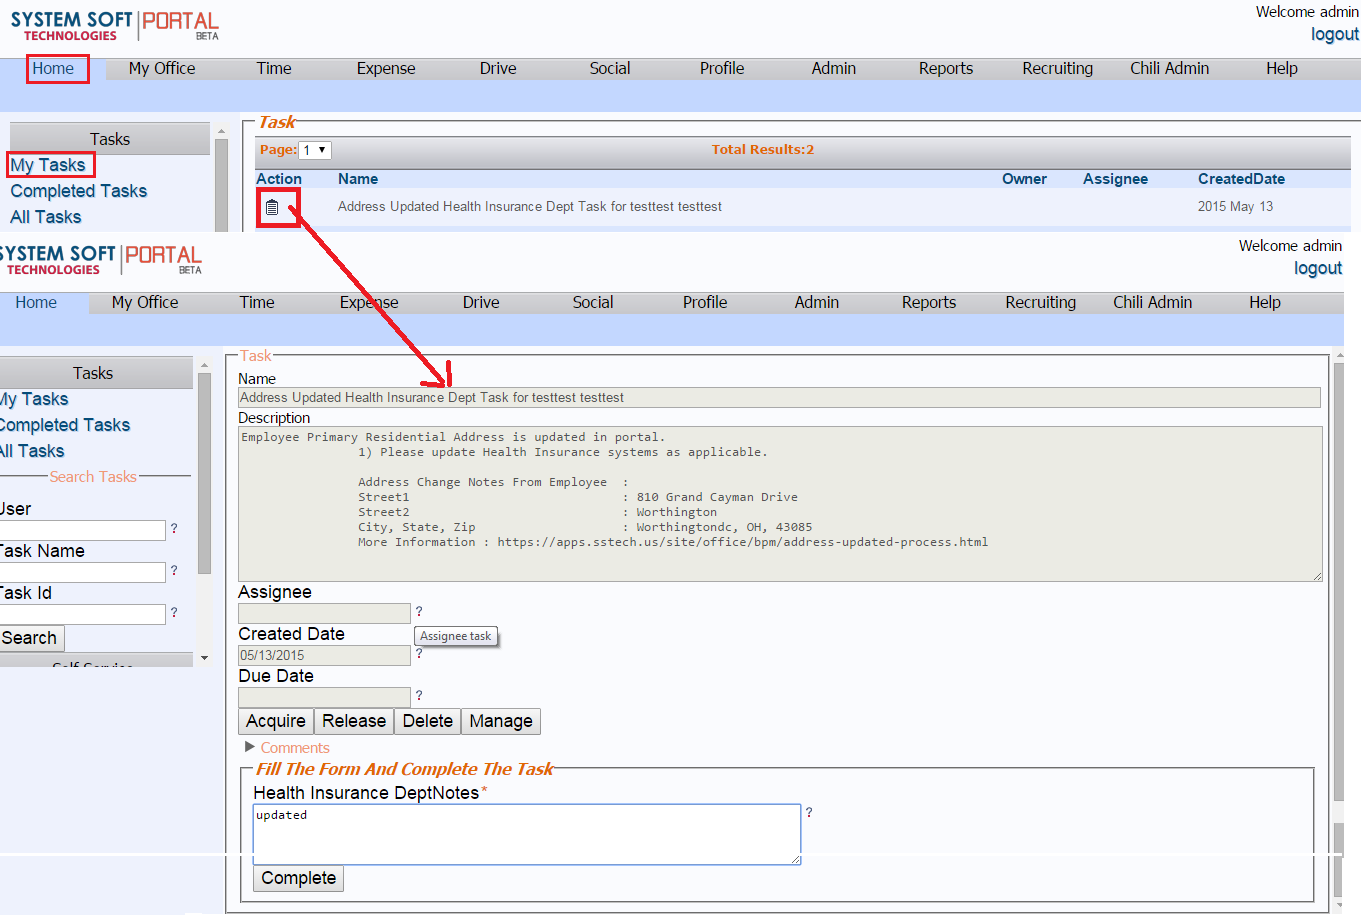 SYSTEM SOFT PORTAL
TECHNOLOGIES BETA
Welcome admin
logout
Home My Office Time Expense Drive Social Profile Admin Reports Recruiting Chili Admin Help
Tasks
My Tasks
Completed Tasks
All Tasks
Task
Page: 1 Total Results:2
Action Name Owner Assignee CreatedDate
Address Updated Health Insurance Dept Task for testtest testtest 2015 May 13
SYSTEM SOFT PORTAL
TECHNOLOGIES BETA
Welcome admin
logout
Home My Office Time Expense Drive Social Profile Admin Reports Recruiting Chili Admin Help
Tasks
My Tasks
Completed Tasks
All Tasks
Search Tasks
User
?
Task Name
?
Task Id
?
Search
Self Service
Task
Name
Address Updated Health Insurance Dept Task for testtest testtest
Description
Employee Primary Residential Address is updated in portal.
1) Please update Health Insurance systems as applicable.
Address Change Notes From Employee :
Street1 : 810 Grand Cayman Drive
Street2 : Worthington
City, State, Zip : Worthingtondc, OH, 43085
More Information : https://apps.sstech.us/site/office/bpm/address-updated-process.html
Assignee
?
Created Date
Assignee task
05/13/2015 ?
Due Date
?
Acquire Release Delete Manage
Comments
Fill The Form And Complete The Task
Health Insurance DeptNotes*
updated ?
Complete